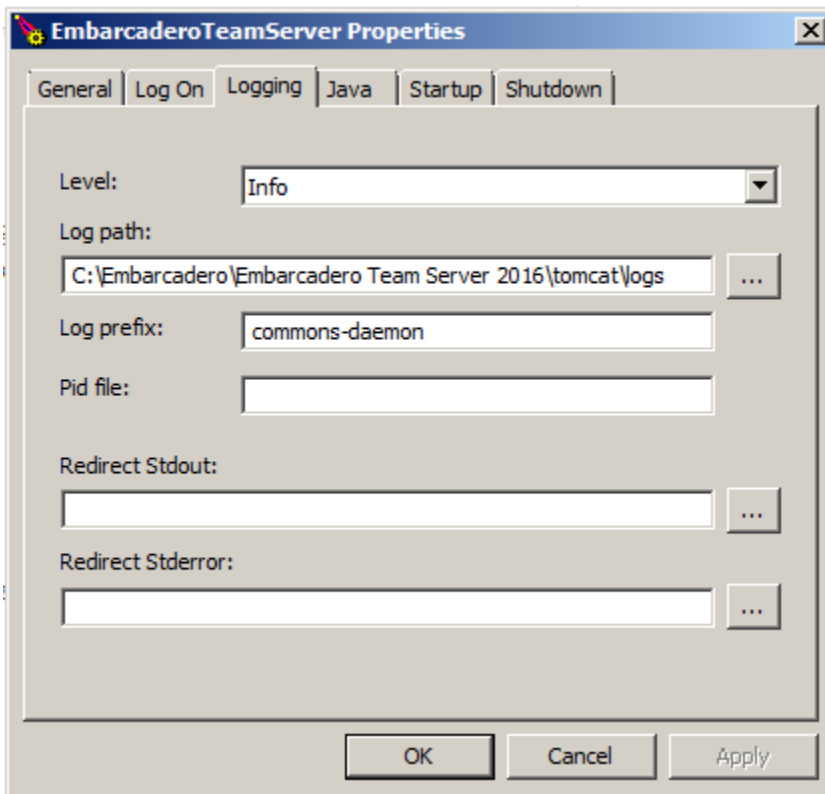 EmbarcaderoTeamServer Properties
General Log On Logging Java Startup Shutdown
Level: Info
Log path:
C:\Embarcadero\Embarcadero Team Server 2016\tomcat\logs ...
Log prefix: commons-daemon
Pid file:
Redirect Stdout:
...
Redirect Stderror:
...
OK Cancel Apply